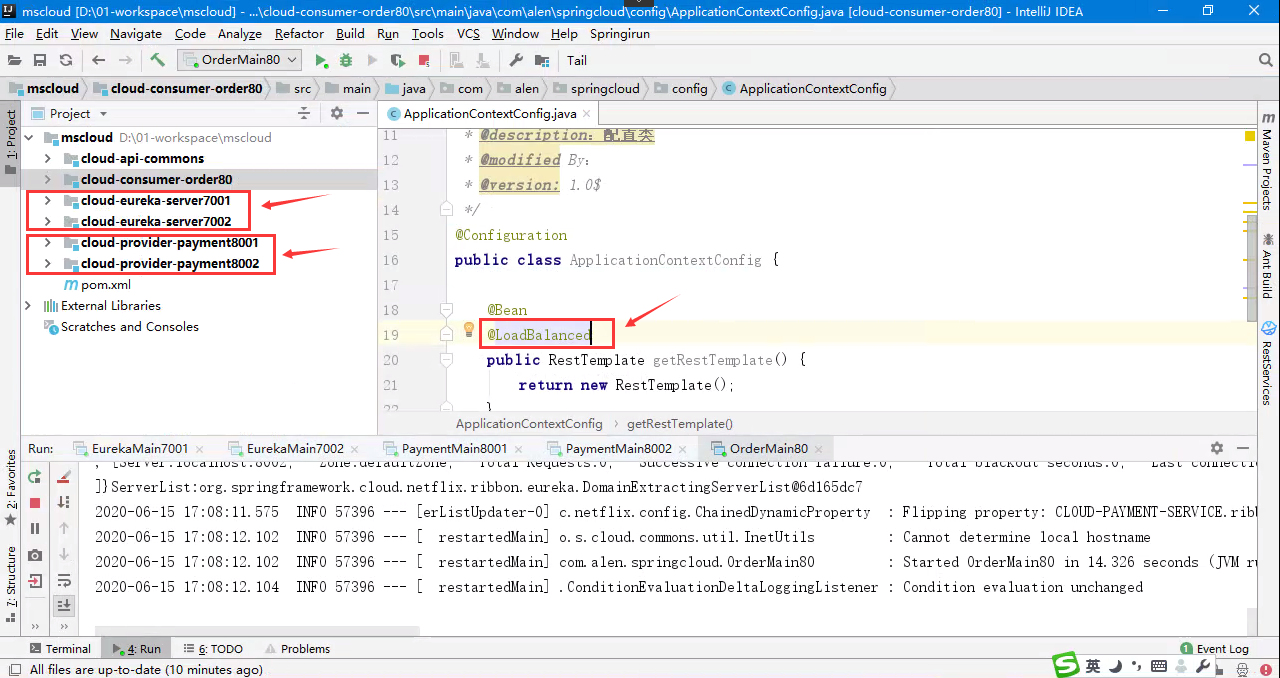 mscloud [D:\01-workspace\mscloud] - ...\cloud-consumer-order80\src\main\java\com\alen\springcloud\config\ApplicationContextConfig.java [cloud-consumer-order80] - IntelliJ IDEA
File Edit View Navigate Code Analyze Refactor Build Run Tools VCS Window Help Springirun
OrderMain80 Tail
mscloud cloud-consumer-order80 src main java com alen springcloud config ApplicationContextConfig
1: Project
Project
ApplicationContextConfig.java
mscloud D:\01-workspace\mscloud
cloud-api-commons
cloud-consumer-order80
cloud-eureka-server7001
cloud-eureka-server7002
cloud-provider-payment8001
cloud-provider-payment8002
pom.xml
External Libraries
Scratches and Consoles
11 * @description: 配置类
12 * @modified By:
13 * @version: 1.0$
14 */
15 @Configuration
16 public class ApplicationContextConfig {
17
18 @Bean
19 @LoadBalanced
20 public RestTemplate getRestTemplate() {
21 return new RestTemplate();
22 }
ApplicationContextConfig › getRestTemplate()
Maven Projects
Ant Build
RestServices
2: Favorites
7: Structure
Run: EurekaMain7001 EurekaMain7002 PaymentMain8001 PaymentMain8002 OrderMain80
, [Server:localhost:8002; Zone:defaultZone; Total Requests:0; Successive connection failure:0; Total blackout seconds:0; Last connection
]}ServerList:org.springframework.cloud.netflix.ribbon.eureka.DomainExtractingServerList@6d165dc7
2020-06-15 17:08:11.575 INFO 57396 --- [erListUpdater-0] c.netflix.config.ChainedDynamicProperty : Flipping property: CLOUD-PAYMENT-SERVICE.ribb
2020-06-15 17:08:12.102 INFO 57396 --- [ restartedMain] o.s.cloud.commons.util.InetUtils : Cannot determine local hostname
2020-06-15 17:08:12.102 INFO 57396 --- [ restartedMain] com.alen.springcloud.OrderMain80 : Started OrderMain80 in 14.326 seconds (JVM ru
2020-06-15 17:08:12.104 INFO 57396 --- [ restartedMain] .ConditionEvaluationDeltaLoggingListener : Condition evaluation unchanged
Terminal 4: Run 6: TODO Problems 1 Event Log
All files are up-to-date (10 minutes ago)
英